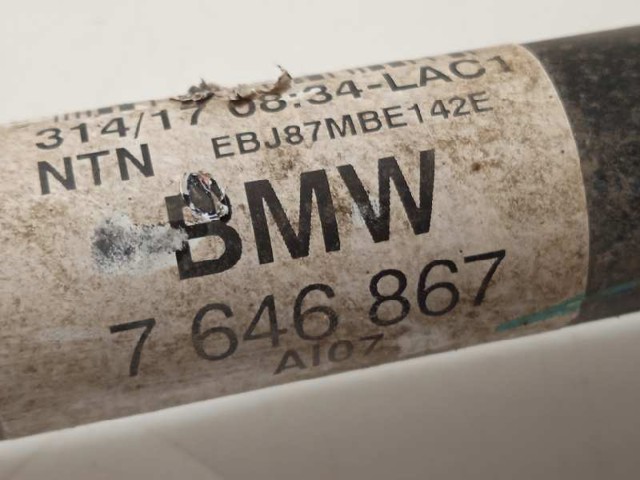 314/17 08:34-LAC1
NTN EBJ87MBE142E
BMW
7 646 867
AI07